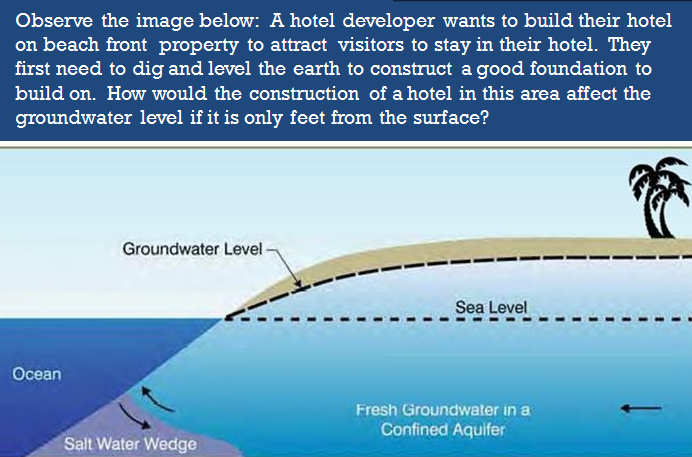 Observe the image below: A hotel developer wants to build their hotel
on beach front property to attract visitors to stay in their hotel. They
first need to dig and level the earth to construct a good foundation to
build on. How would the construction of a hotel in this area affect the
groundwater level if it is only feet from the surface?
Groundwater Level
Sea Level
Ocean
Fresh Groundwater in a
Confined Aquifer
Salt Water Wedge